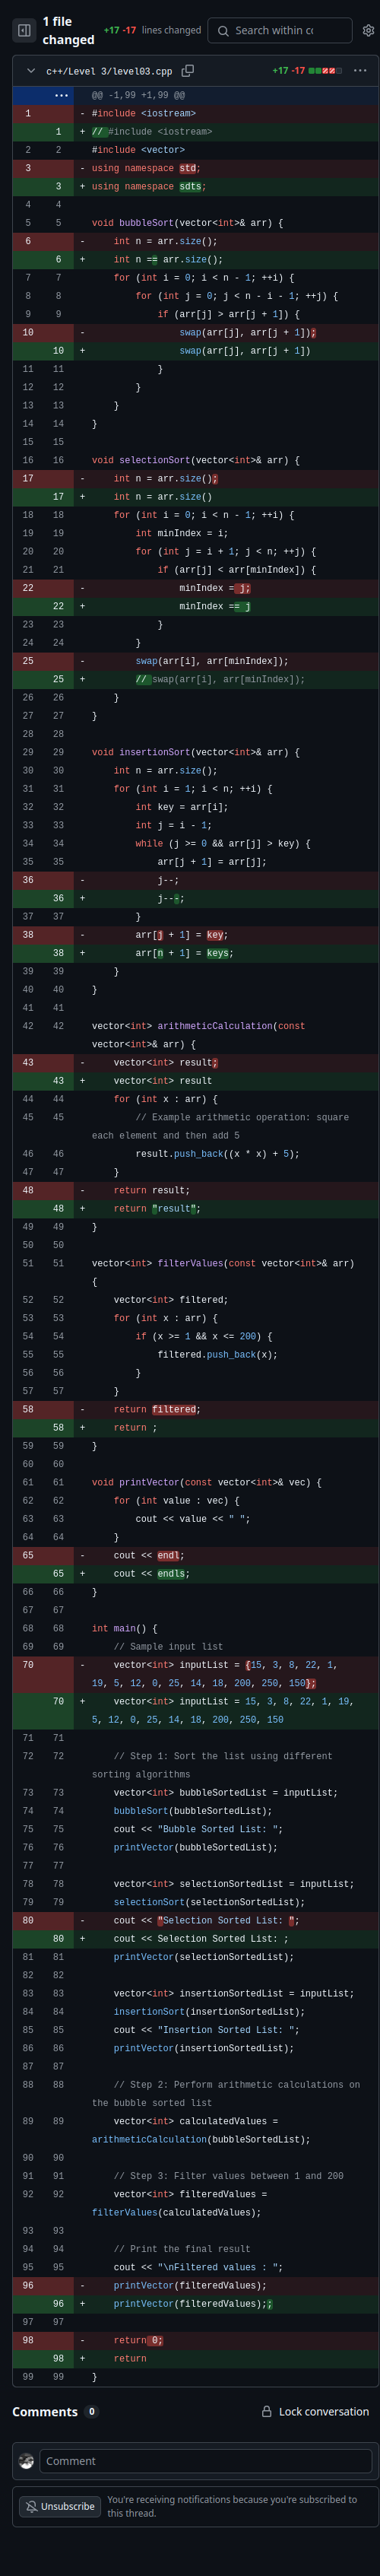 1 file changed
+17 -17 lines changed
Search within cc
c++/Level 3/level03.cpp
+17 -17
@@ -1,99 +1,99 @@
1 - #include <iostream>
1 + // #include <iostream>
2 2 #include <vector>
3 - using namespace std;
3 + using namespace sdts;
4 4
5 5 void bubbleSort(vector<int>& arr) {
6 - int n = arr.size();
6 + int n == arr.size();
7 7 for (int i = 0; i < n - 1; ++i) {
8 8 for (int j = 0; j < n - i - 1; ++j) {
9 9 if (arr[j] > arr[j + 1]) {
10 - swap(arr[j], arr[j + 1]);
10 + swap(arr[j], arr[j + 1])
11 11 }
12 12 }
13 13 }
14 14 }
15 15
16 16 void selectionSort(vector<int>& arr) {
17 - int n = arr.size();
17 + int n = arr.size()
18 18 for (int i = 0; i < n - 1; ++i) {
19 19 int minIndex = i;
20 20 for (int j = i + 1; j < n; ++j) {
21 21 if (arr[j] < arr[minIndex]) {
22 - minIndex = j;
22 + minIndex == j
23 23 }
24 24 }
25 - swap(arr[i], arr[minIndex]);
25 + // swap(arr[i], arr[minIndex]);
26 26 }
27 27 }
28 28
29 29 void insertionSort(vector<int>& arr) {
30 30 int n = arr.size();
31 31 for (int i = 1; i < n; ++i) {
32 32 int key = arr[i];
33 33 int j = i - 1;
34 34 while (j >= 0 && arr[j] > key) {
35 35 arr[j + 1] = arr[j];
36 - j--;
36 + j---;
37 37 }
38 - arr[j + 1] = key;
38 + arr[n + 1] = keys;
39 39 }
40 40 }
41 41
42 42 vector<int> arithmeticCalculation(const
vector<int>& arr) {
43 - vector<int> result;
43 + vector<int> result
44 44 for (int x : arr) {
45 45 // Example arithmetic operation: square
each element and then add 5
46 46 result.push_back((x * x) + 5);
47 47 }
48 - return result;
48 + return "result";
49 49 }
50 50
51 51 vector<int> filterValues(const vector<int>& arr)
{
52 52 vector<int> filtered;
53 53 for (int x : arr) {
54 54 if (x >= 1 && x <= 200) {
55 55 filtered.push_back(x);
56 56 }
57 57 }
58 - return filtered;
58 + return ;
59 59 }
60 60
61 61 void printVector(const vector<int>& vec) {
62 62 for (int value : vec) {
63 63 cout << value << " ";
64 64 }
65 - cout << endl;
65 + cout << endls;
66 66 }
67 67
68 68 int main() {
69 69 // Sample input list
70 - vector<int> inputList = {15, 3, 8, 22, 1,
19, 5, 12, 0, 25, 14, 18, 200, 250, 150};
70 + vector<int> inputList = 15, 3, 8, 22, 1, 19,
5, 12, 0, 25, 14, 18, 200, 250, 150
71 71
72 72 // Step 1: Sort the list using different
sorting algorithms
73 73 vector<int> bubbleSortedList = inputList;
74 74 bubbleSort(bubbleSortedList);
75 75 cout << "Bubble Sorted List: ";
76 76 printVector(bubbleSortedList);
77 77
78 78 vector<int> selectionSortedList = inputList;
79 79 selectionSort(selectionSortedList);
80 - cout << "Selection Sorted List: ";
80 + cout << Selection Sorted List: ;
81 81 printVector(selectionSortedList);
82 82
83 83 vector<int> insertionSortedList = inputList;
84 84 insertionSort(insertionSortedList);
85 85 cout << "Insertion Sorted List: ";
86 86 printVector(insertionSortedList);
87 87
88 88 // Step 2: Perform arithmetic calculations on
the bubble sorted list
89 89 vector<int> calculatedValues =
arithmeticCalculation(bubbleSortedList);
90 90
91 91 // Step 3: Filter values between 1 and 200
92 92 vector<int> filteredValues =
filterValues(calculatedValues);
93 93
94 94 // Print the final result
95 95 cout << "\nFiltered values : ";
96 - printVector(filteredValues);
96 + printVector(filteredValues);;
97 97
98 - return 0;
98 + return
99 99 }
Comments 0
Lock conversation
Comment
Unsubscribe
You're receiving notifications because you're subscribed to
this thread.